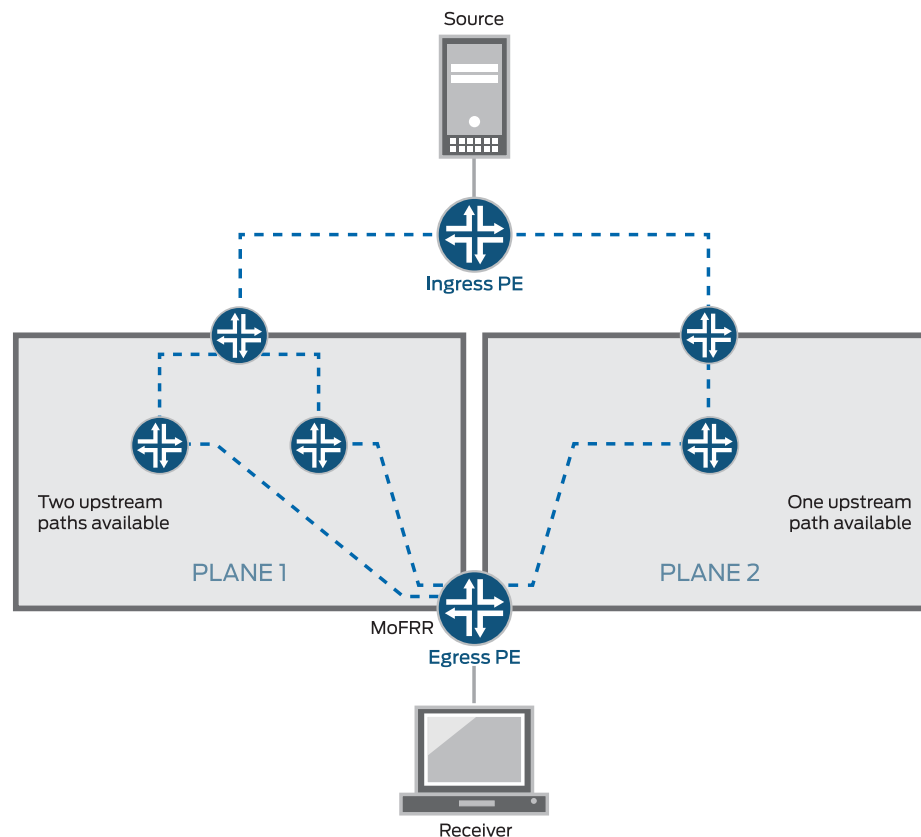 Source
Ingress PE
Two upstream
paths available
One upstream
path available
PLANE 1
PLANE 2
MoFRR
Egress PE
Receiver